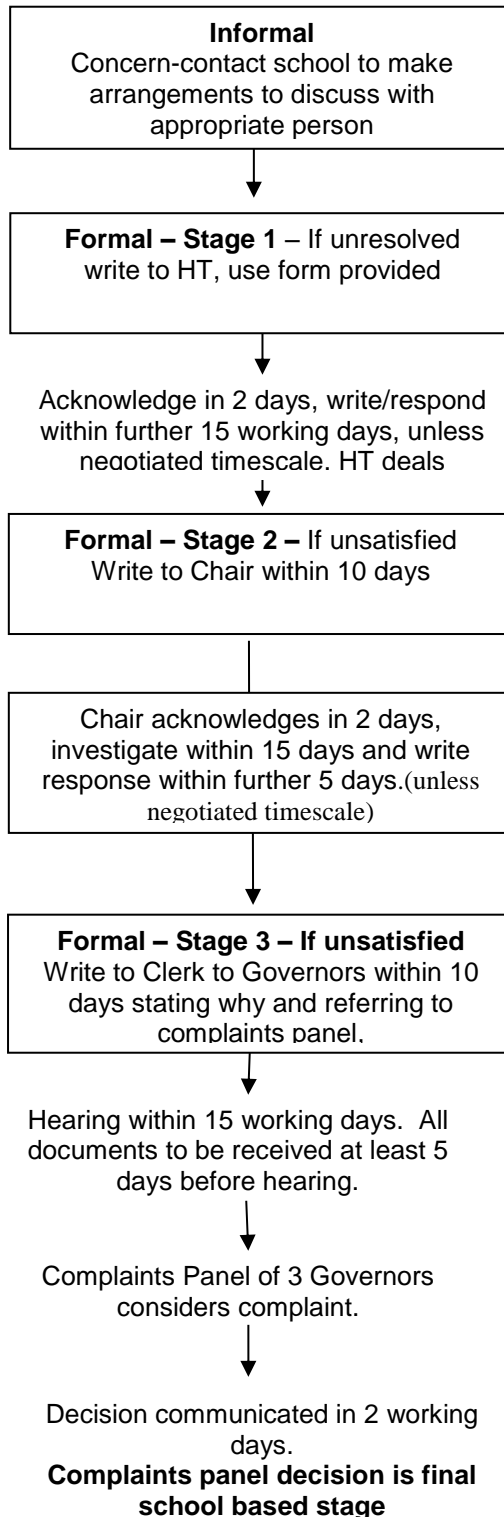 Informal
Concern-contact school to make
arrangements to discuss with
appropriate person
Formal – Stage 1 – If unresolved
write to HT, use form provided
Acknowledge in 2 days, write/respond
within further 15 working days, unless
negotiated timescale. HT deals
Formal – Stage 2 – If unsatisfied
Write to Chair within 10 days
Chair acknowledges in 2 days,
investigate within 15 days and write
response within further 5 days.(unless
negotiated timescale)
Formal – Stage 3 – If unsatisfied
Write to Clerk to Governors within 10
days stating why and referring to
complaints panel,
Hearing within 15 working days.  All
documents to be received at least 5
days before hearing.
Complaints Panel of 3 Governors
considers complaint.
Decision communicated in 2 working
days.
Complaints panel decision is final
school based stage